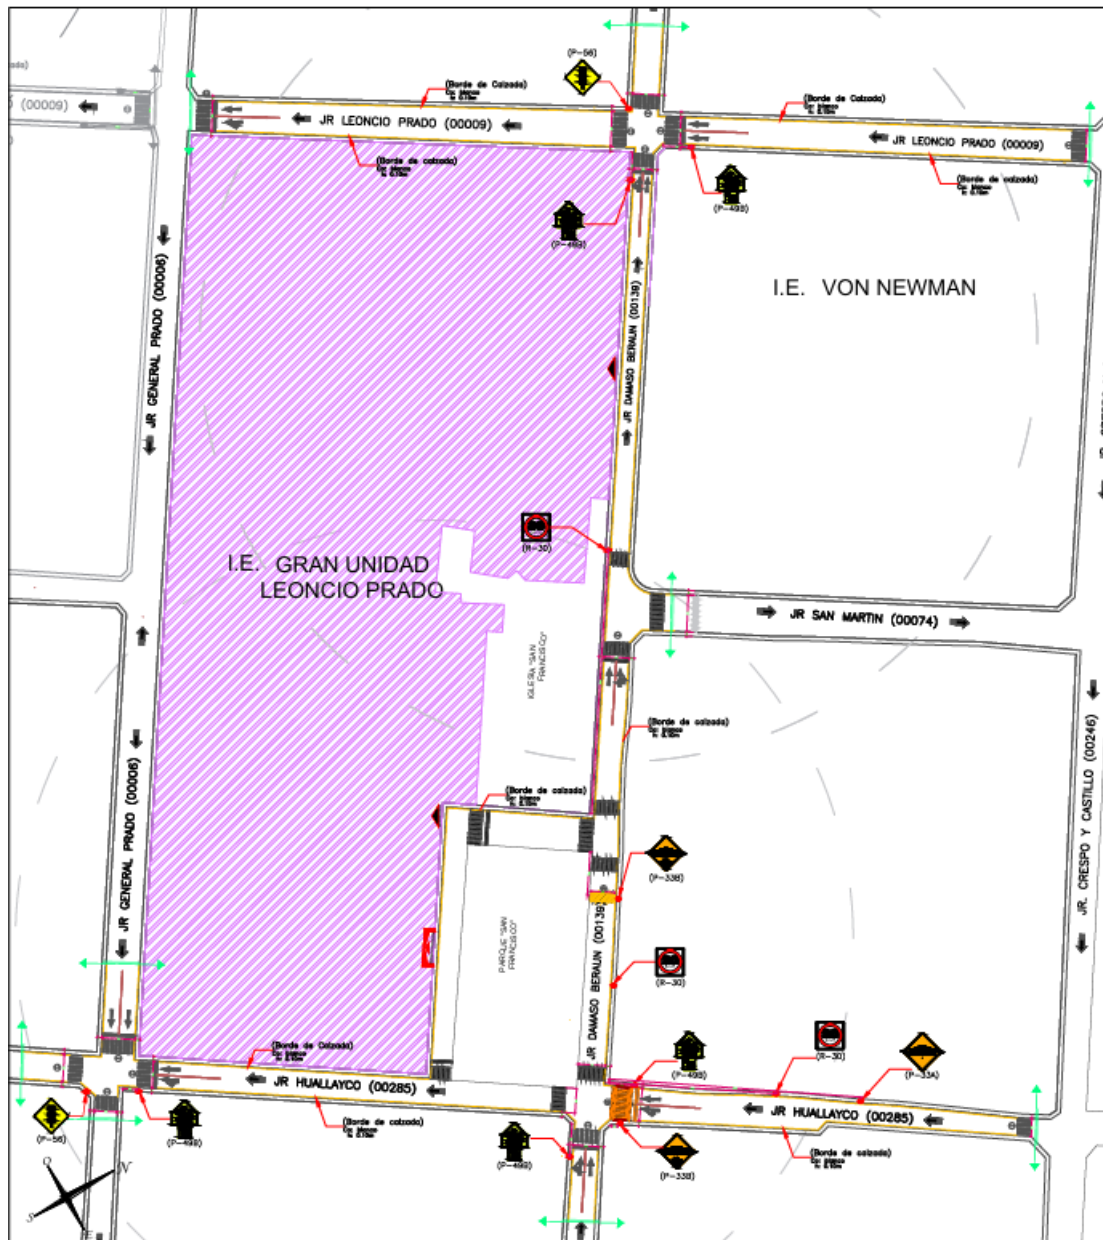 (P-56)
(00009)
JR LEONCIO PRADO (00009)
(Borde de Calzada)
(Borde de calzada)
(Borde de Calzada)
JR LEONCIO PRADO (00009)
(Borde de calzada)
(P-49B)
(P-49B)
JR GENERAL PRADO (00006)
JR DAMASO BERAUN (00139)
I.E. VON NEWMAN
(R-30)
I.E. GRAN UNIDAD
LEONCIO PRADO
JR SAN MARTIN (00074)
IGLESIA "SAN
FRANCISCO"
(Borde de calzada)
JR. CRESPO Y CASTILLO (00246)
JR GENERAL PRADO (00006)
(Borde de calzada)
(P-33B)
PARQUE "SAN
FRANCISCO"
JR DAMASO BERAUN (00139)
(R-30)
(Borde de Calzada)
JR HUALLAYCO (00285)
(P-49B)
(R-30)
(P-33A)
JR HUALLAYCO (00285)
(Borde de calzada)
(P-56)
(P-49B)
(P-49B)
(P-33B)
(Borde de calzada)
O
N
S
E